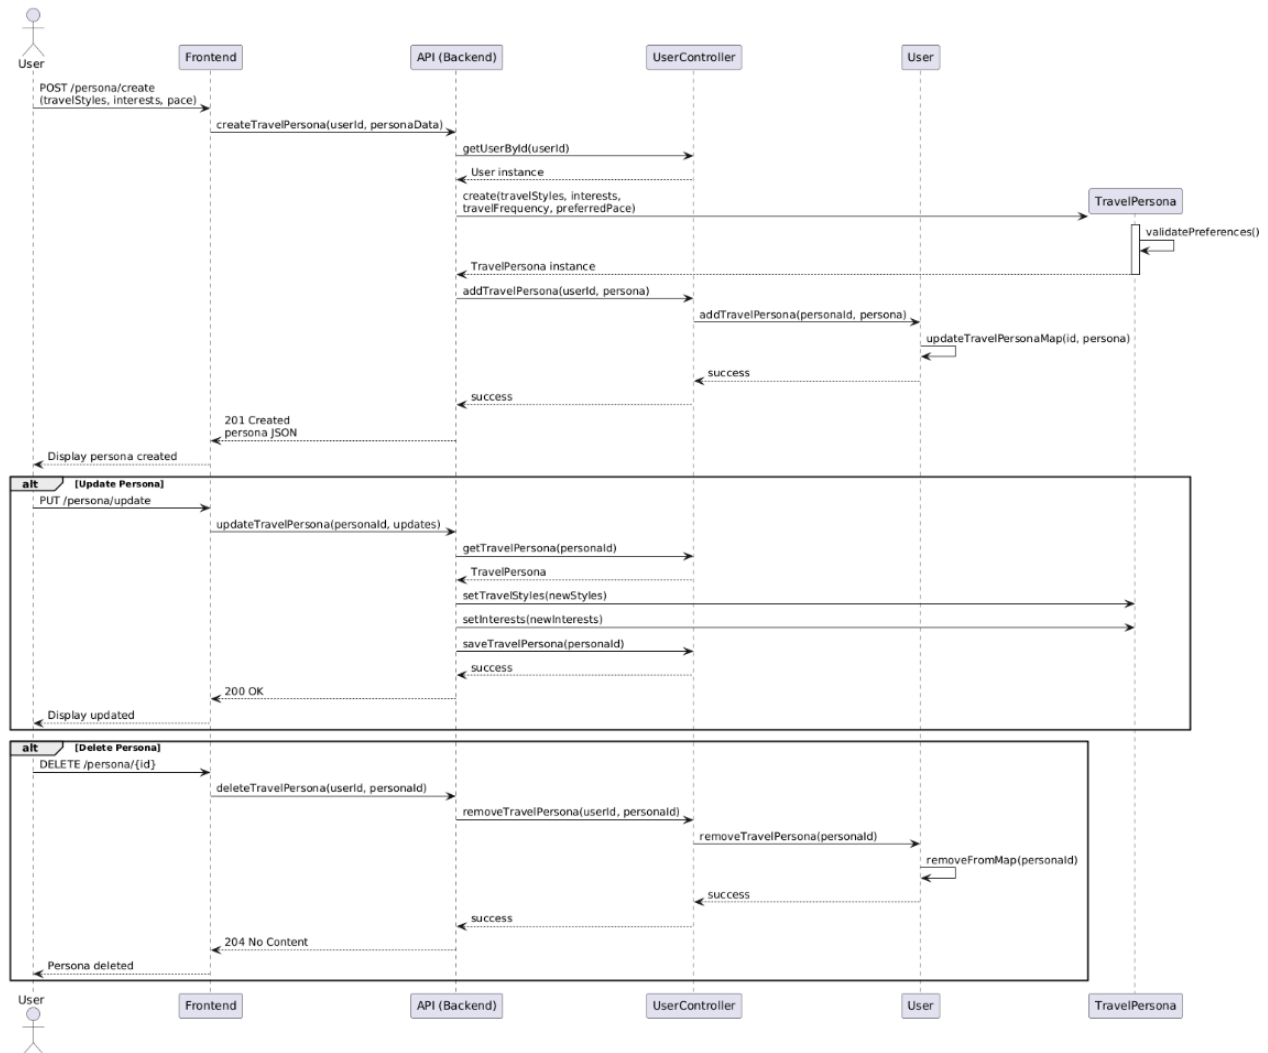 User
Frontend
API (Backend)
UserController
User
POST /persona/create
(travelStyles, interests, pace)
createTravelPersona(userId, personaData)
getUserById(userId)
User instance
create(travelStyles, interests,
travelFrequency, preferredPace)
TravelPersona
validatePreferences()
TravelPersona instance
addTravelPersona(userId, persona)
addTravelPersona(personaId, persona)
updateTravelPersonaMap(id, persona)
success
success
201 Created
persona JSON
Display persona created
alt [Update Persona]
PUT /persona/update
updateTravelPersona(personaId, updates)
getTravelPersona(personaId)
TravelPersona
setTravelStyles(newStyles)
setInterests(newInterests)
saveTravelPersona(personaId)
success
200 OK
Display updated
alt [Delete Persona]
DELETE /persona/{id}
deleteTravelPersona(userId, personaId)
removeTravelPersona(userId, personaId)
removeTravelPersona(personaId)
removeFromMap(personaId)
success
success
204 No Content
Persona deleted
User
Frontend
API (Backend)
UserController
User
TravelPersona